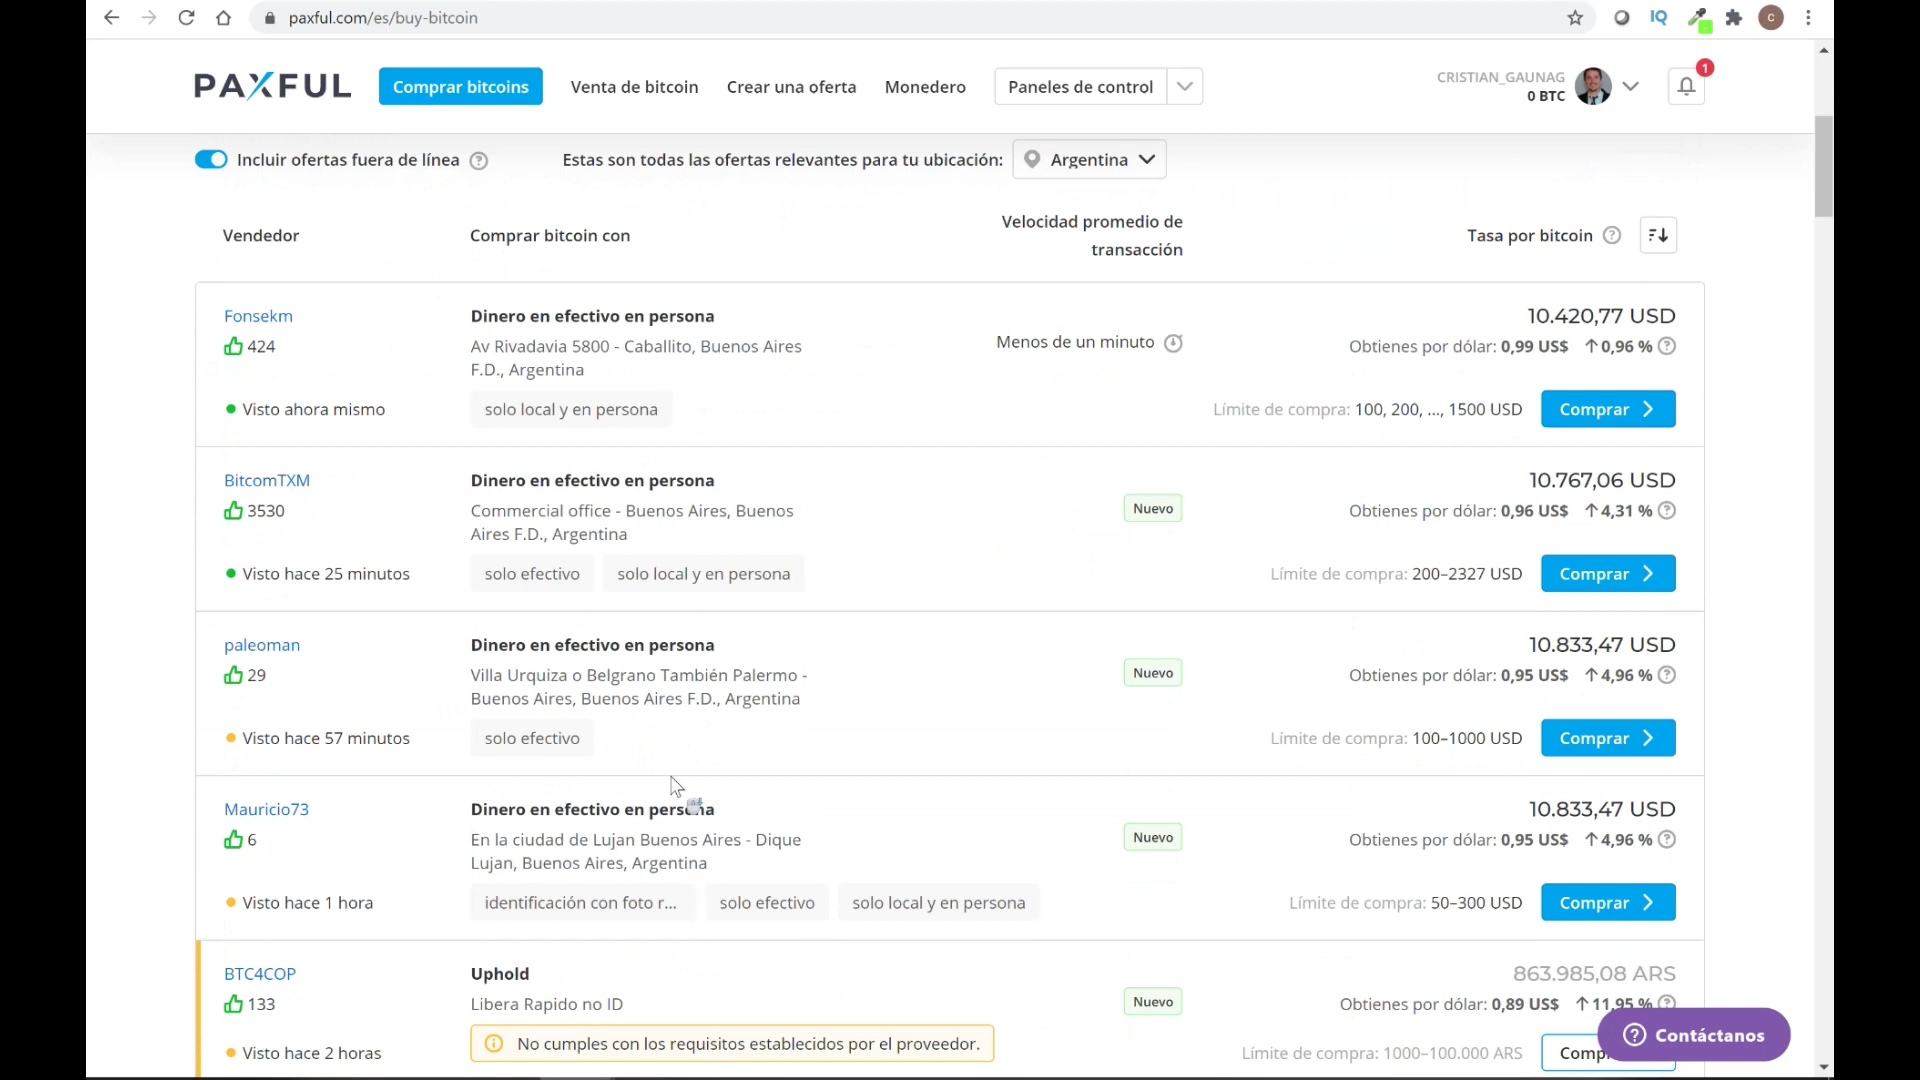 paxful.com/es/buy-bitcoin
IQ
C
PAXFUL
Comprar bitcoins
Venta de bitcoin
Crear una oferta
Monedero
Paneles de control
CRISTIAN_GAUNAG
0 BTC
1
Incluir ofertas fuera de línea
Estas son todas las ofertas relevantes para tu ubicación:
Argentina
Vendedor
Comprar bitcoin con
Velocidad promedio de
transacción
Tasa por bitcoin
Fonsekm
Dinero en efectivo en persona
10.420,77 USD
424
Av Rivadavia 5800 - Caballito, Buenos Aires
F.D., Argentina
Menos de un minuto
Obtienes por dólar: 0,99 US$ ↑0,96 %
Visto ahora mismo
solo local y en persona
Límite de compra: 100, 200, ..., 1500 USD
Comprar
BitcomTXM
Dinero en efectivo en persona
10.767,06 USD
3530
Commercial office - Buenos Aires, Buenos
Aires F.D., Argentina
Nuevo
Obtienes por dólar: 0,96 US$ ↑4,31 %
Visto hace 25 minutos
solo efectivo
solo local y en persona
Límite de compra: 200–2327 USD
Comprar
paleoman
Dinero en efectivo en persona
10.833,47 USD
29
Villa Urquiza o Belgrano También Palermo -
Buenos Aires, Buenos Aires F.D., Argentina
Nuevo
Obtienes por dólar: 0,95 US$ ↑4,96 %
Visto hace 57 minutos
solo efectivo
Límite de compra: 100–1000 USD
Comprar
Mauricio73
Dinero en efectivo en persona
10.833,47 USD
6
En la ciudad de Lujan Buenos Aires - Dique
Lujan, Buenos Aires, Argentina
Nuevo
Obtienes por dólar: 0,95 US$ ↑4,96 %
Visto hace 1 hora
identificación con foto r...
solo efectivo
solo local y en persona
Límite de compra: 50–300 USD
Comprar
BTC4COP
Uphold
863.985,08 ARS
133
Libera Rapido no ID
Nuevo
Obtienes por dólar: 0,89 US$ ↑11,95 %
Visto hace 2 horas
No cumples con los requisitos establecidos por el proveedor.
Límite de compra: 1000–100.000 ARS
Comp
Contáctanos